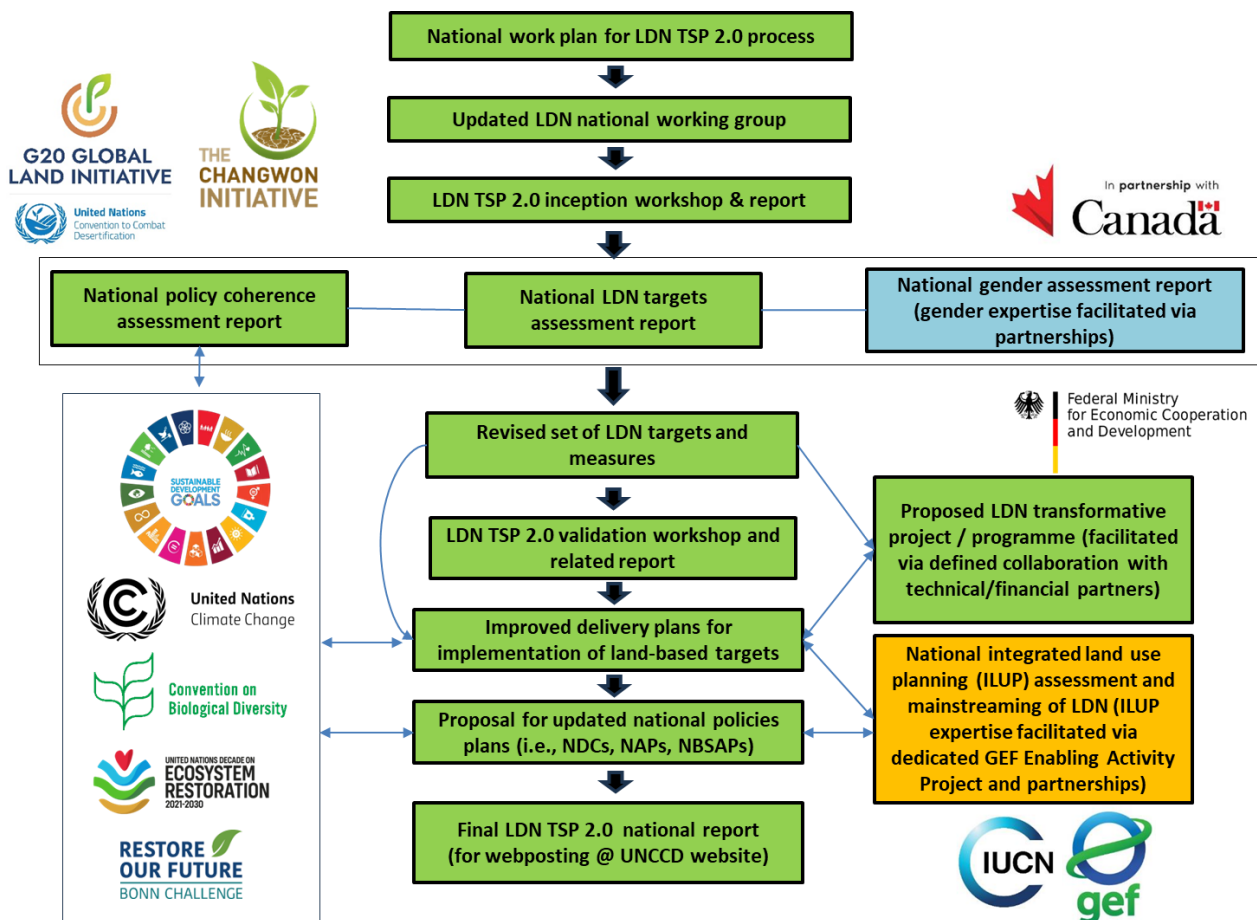 National work plan for LDN TSP 2.0 process
Updated LDN national working group
LDN TSP 2.0 inception workshop & report
G20 GLOBAL
LAND INITIATIVE
United Nations
Convention to Combat
Desertification
THE
CHANGWON
INITIATIVE
In partnership with
Canada
National policy coherence
assessment report
National LDN targets
assessment report
National gender assessment report
(gender expertise facilitated via
partnerships)
SUSTAINABLE
DEVELOPMENT
GOALS
United Nations
Climate Change
Convention on
Biological Diversity
UNITED NATIONS DECADE ON
ECOSYSTEM
RESTORATION
2021-2030
RESTORE
OUR FUTURE
BONN CHALLENGE
Revised set of LDN targets and
measures
LDN TSP 2.0 validation workshop and
related report
Improved delivery plans for
implementation of land-based targets
Proposal for updated national policies
plans (i.e., NDCs, NAPs, NBSAPs)
Final LDN TSP 2.0 national report
(for webposting @ UNCCD website)
Federal Ministry
for Economic Cooperation
and Development
Proposed LDN transformative
project / programme (facilitated
via defined collaboration with
technical/financial partners)
National integrated land use
planning (ILUP) assessment and
mainstreaming of LDN (ILUP
expertise facilitated via
dedicated GEF Enabling Activity
Project and partnerships)
IUCN
gef